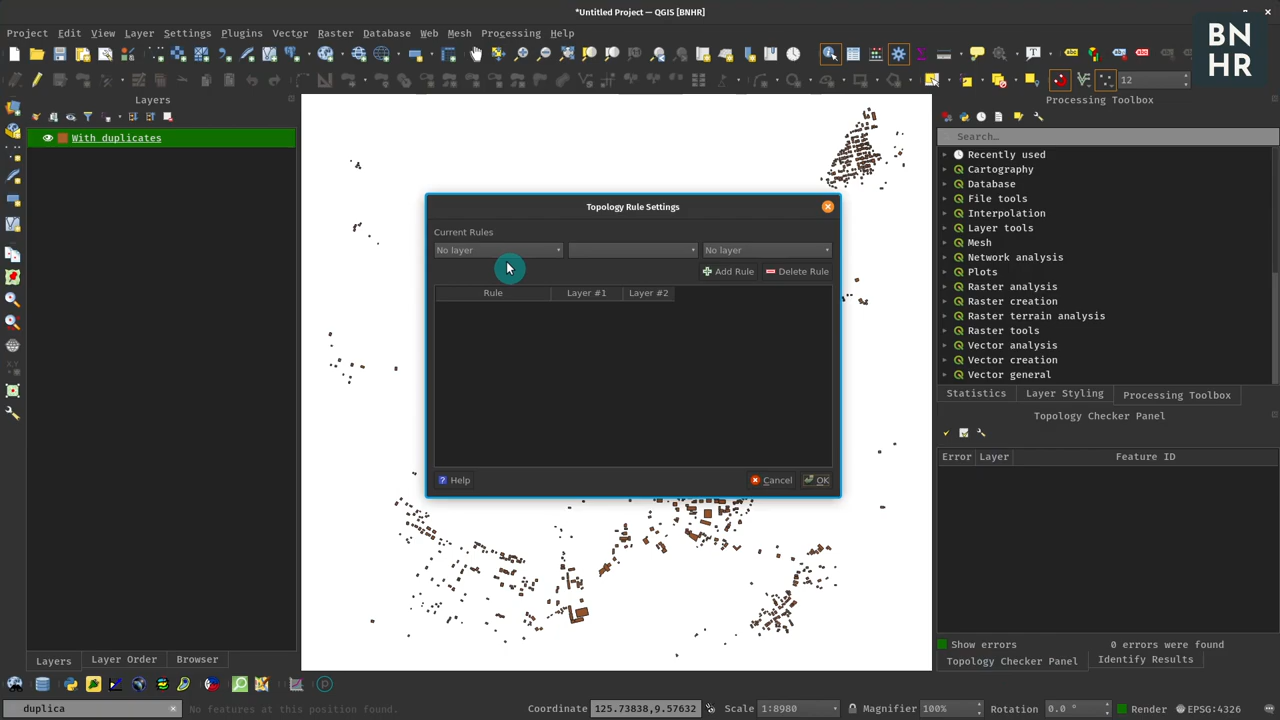 *Untitled Project — QGIS [BNHR]
BN
HR
Project Edit View Layer Settings Plugins Vector Raster Database Web Mesh Processing Help
12
Layers
With duplicates
Layers Layer Order Browser
Topology Rule Settings
Current Rules
No layer No layer
Add Rule Delete Rule
Rule Layer #1 Layer #2
Help Cancel OK
Processing Toolbox
Search...
Recently used
Cartography
Database
File tools
Interpolation
Layer tools
Mesh
Network analysis
Plots
Raster analysis
Raster creation
Raster terrain analysis
Raster tools
Vector analysis
Vector creation
Vector general
Statistics Layer Styling Processing Toolbox
Topology Checker Panel
Error Layer Feature ID
Show errors 0 errors were found
Topology Checker Panel Identify Results
duplica No features at this position found. Coordinate 125.73838,9.57632 Scale 1:8980 Magnifier 100% Rotation 0.0 ° Render EPSG:4326